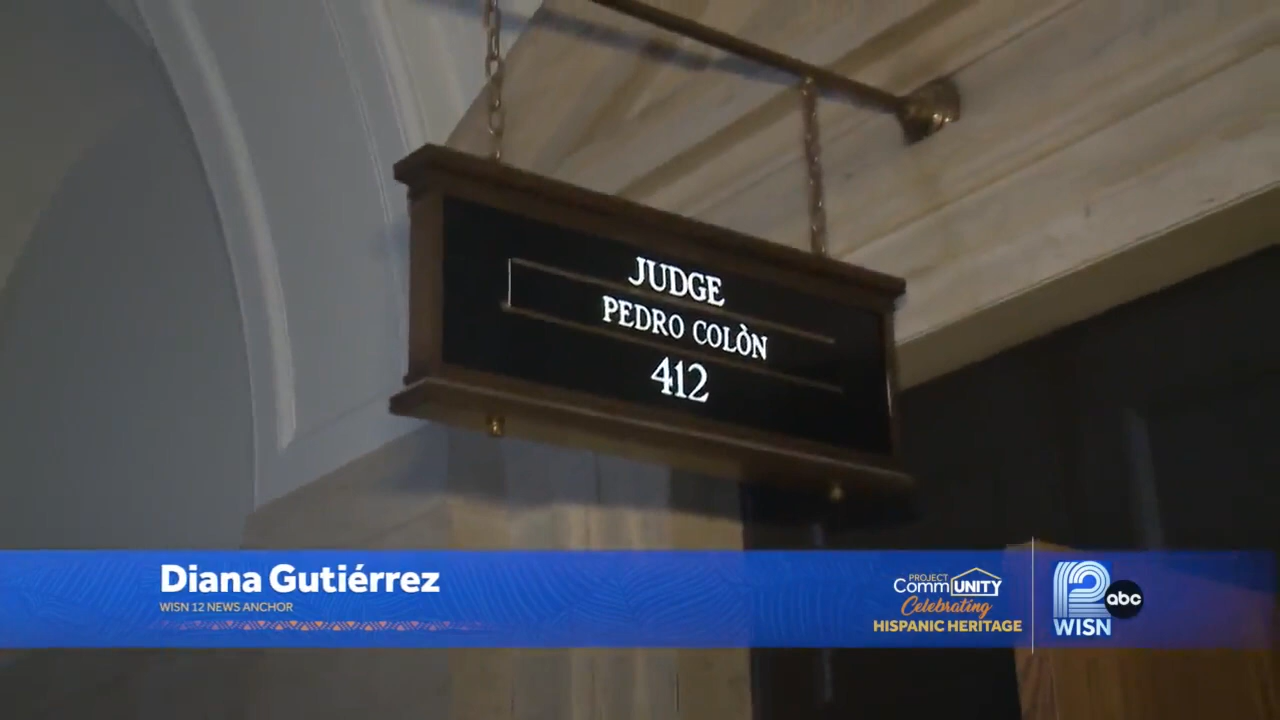 JUDGE
PEDRO COLÒN
412
Diana Gutiérrez
WISN 12 NEWS ANCHOR
PROJECT
CommUNITY
Celebrating
HISPANIC HERITAGE
12
abc
WISN